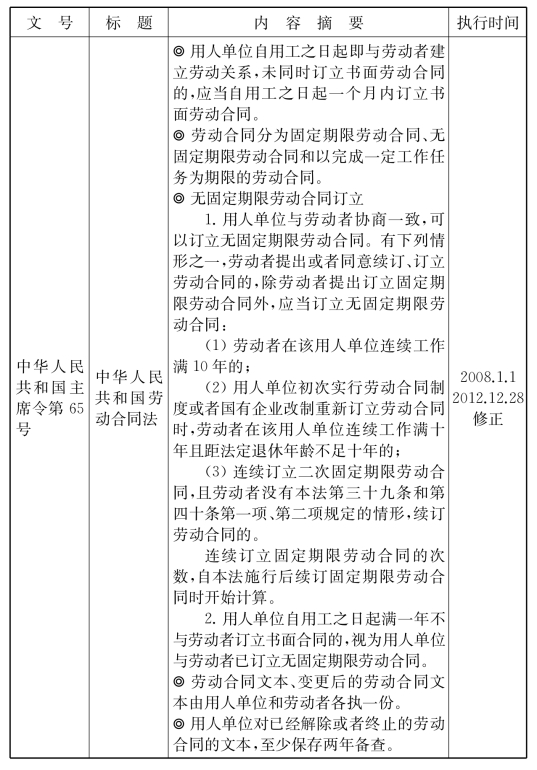 文 号 标 题 内 容 摘 要 执行时间
中华人民
共和国主
席令第 65
号
中华人民
共和国劳
动合同法
◎ 用人单位自用工之日起即与劳动者建
立劳动关系,未同时订立书面劳动合同
的,应当自用工之日起一个月内订立书
面劳动合同。
◎ 劳动合同分为固定期限劳动合同、无
固定期限劳动合同和以完成一定工作任
务为期限的劳动合同。
◎ 无固定期限劳动合同订立
1. 用人单位与劳动者协商一致,可
以订立无固定期限劳动合同。有下列情
形之一,劳动者提出或者同意续订、订立
劳动合同的,除劳动者提出订立固定期
限劳动合同外,应当订立无固定期限劳
动合同:
(1) 劳动者在该用人单位连续工作
满 10 年的;
(2) 用人单位初次实行劳动合同制
度或者国有企业改制重新订立劳动合同
时,劳动者在该用人单位连续工作满十
年且距法定退休年龄不足十年的;
(3) 连续订立二次固定期限劳动合
同,且劳动者没有本法第三十九条和第
四十条第一项、第二项规定的情形,续订
劳动合同的。
连续订立固定期限劳动合同的次
数,自本法施行后续订固定期限劳动合
同时开始计算。
2. 用人单位自用工之日起满一年不
与劳动者订立书面合同的,视为用人单位
与劳动者已订立无固定期限劳动合同。
◎ 劳动合同文本、变更后的劳动合同文
本由用人单位和劳动者各执一份。
◎ 用人单位对已经解除或者终止的劳动
合同的文本,至少保存两年备查。
2008.1.1
2012.12.28
修正